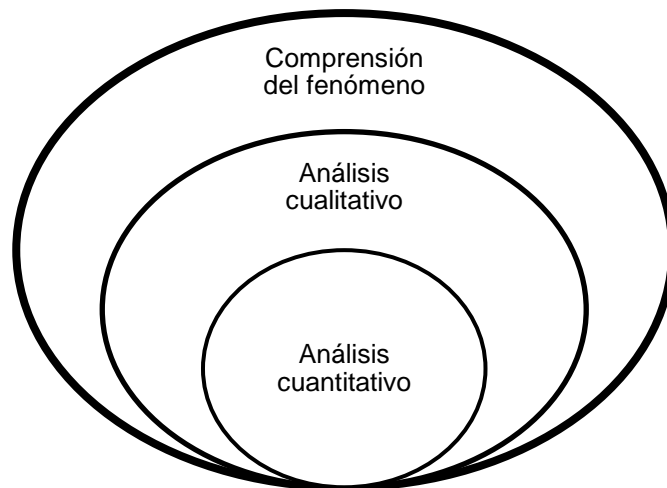 Comprensión
del fenómeno
Análisis
cualitativo
Análisis
cuantitativo